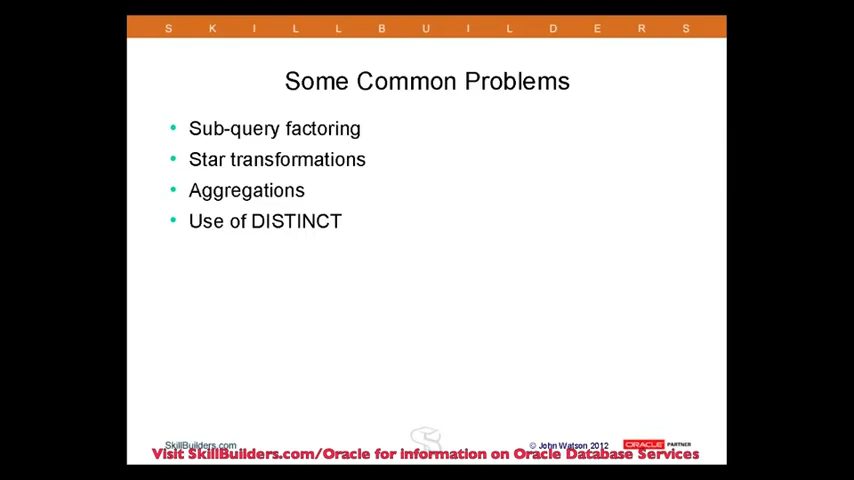 SKILLBUILDERS
Some Common Problems
• Sub-query factoring
• Star transformations
• Aggregations
• Use of DISTINCT
SkillBuilders.com
© John Watson 2012
ORACLE PARTNER
Visit SkillBuilders.com/Oracle for information on Oracle Database Services